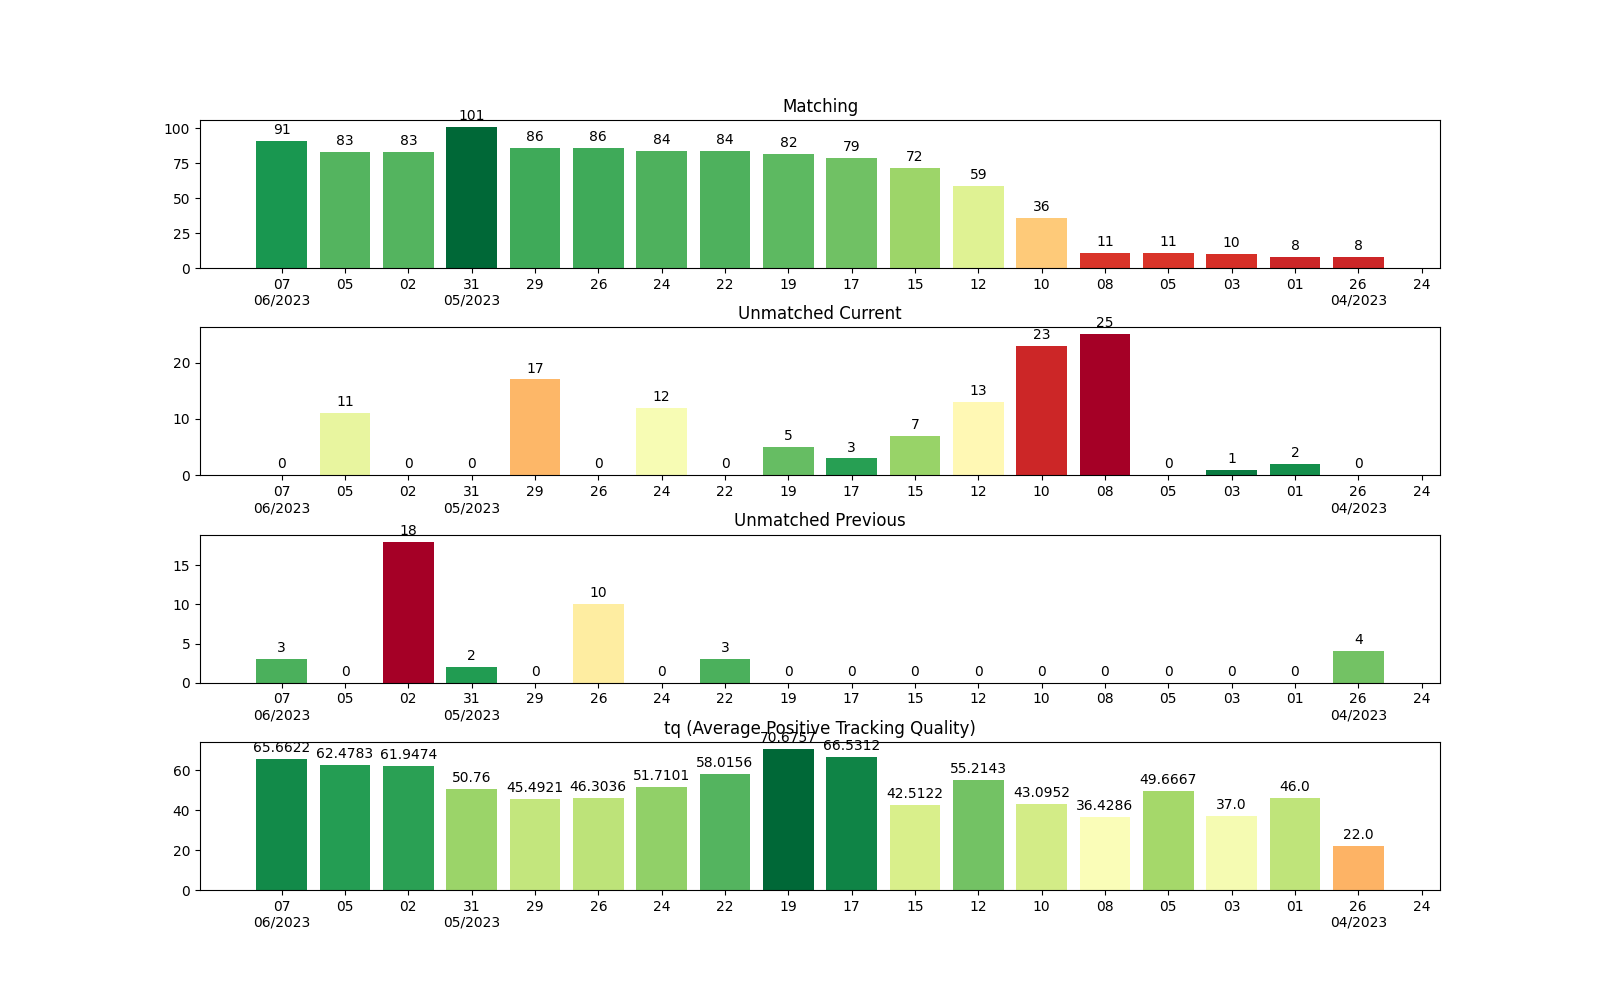 Matching
100
75
50
25
0
91 83 83 101 86 86 84 84 82 79 72 59 36 11 11 10 8 8
07 05 02 31 29 26 24 22 19 17 15 12 10 08 05 03 01 26 24
06/2023 05/2023 04/2023
Unmatched Current
20
10
0
0 11 0 0 17 0 12 0 5 3 7 13 23 25 0 1 2 0
07 05 02 31 29 26 24 22 19 17 15 12 10 08 05 03 01 26 24
06/2023 05/2023 04/2023
Unmatched Previous
15
10
5
0
3 0 18 2 0 10 0 3 0 0 0 0 0 0 0 0 0 4
07 05 02 31 29 26 24 22 19 17 15 12 10 08 05 03 01 26 24
06/2023 05/2023 04/2023
tq (Average Positive Tracking Quality)
60
40
20
0
65.6622 62.4783 61.9474 50.76 45.4921 46.3036 51.7101 58.0156 70.6757 66.5312 42.5122 55.2143 43.0952 36.4286 49.6667 37.0 46.0 22.0
07 05 02 31 29 26 24 22 19 17 15 12 10 08 05 03 01 26 24
06/2023 05/2023 04/2023